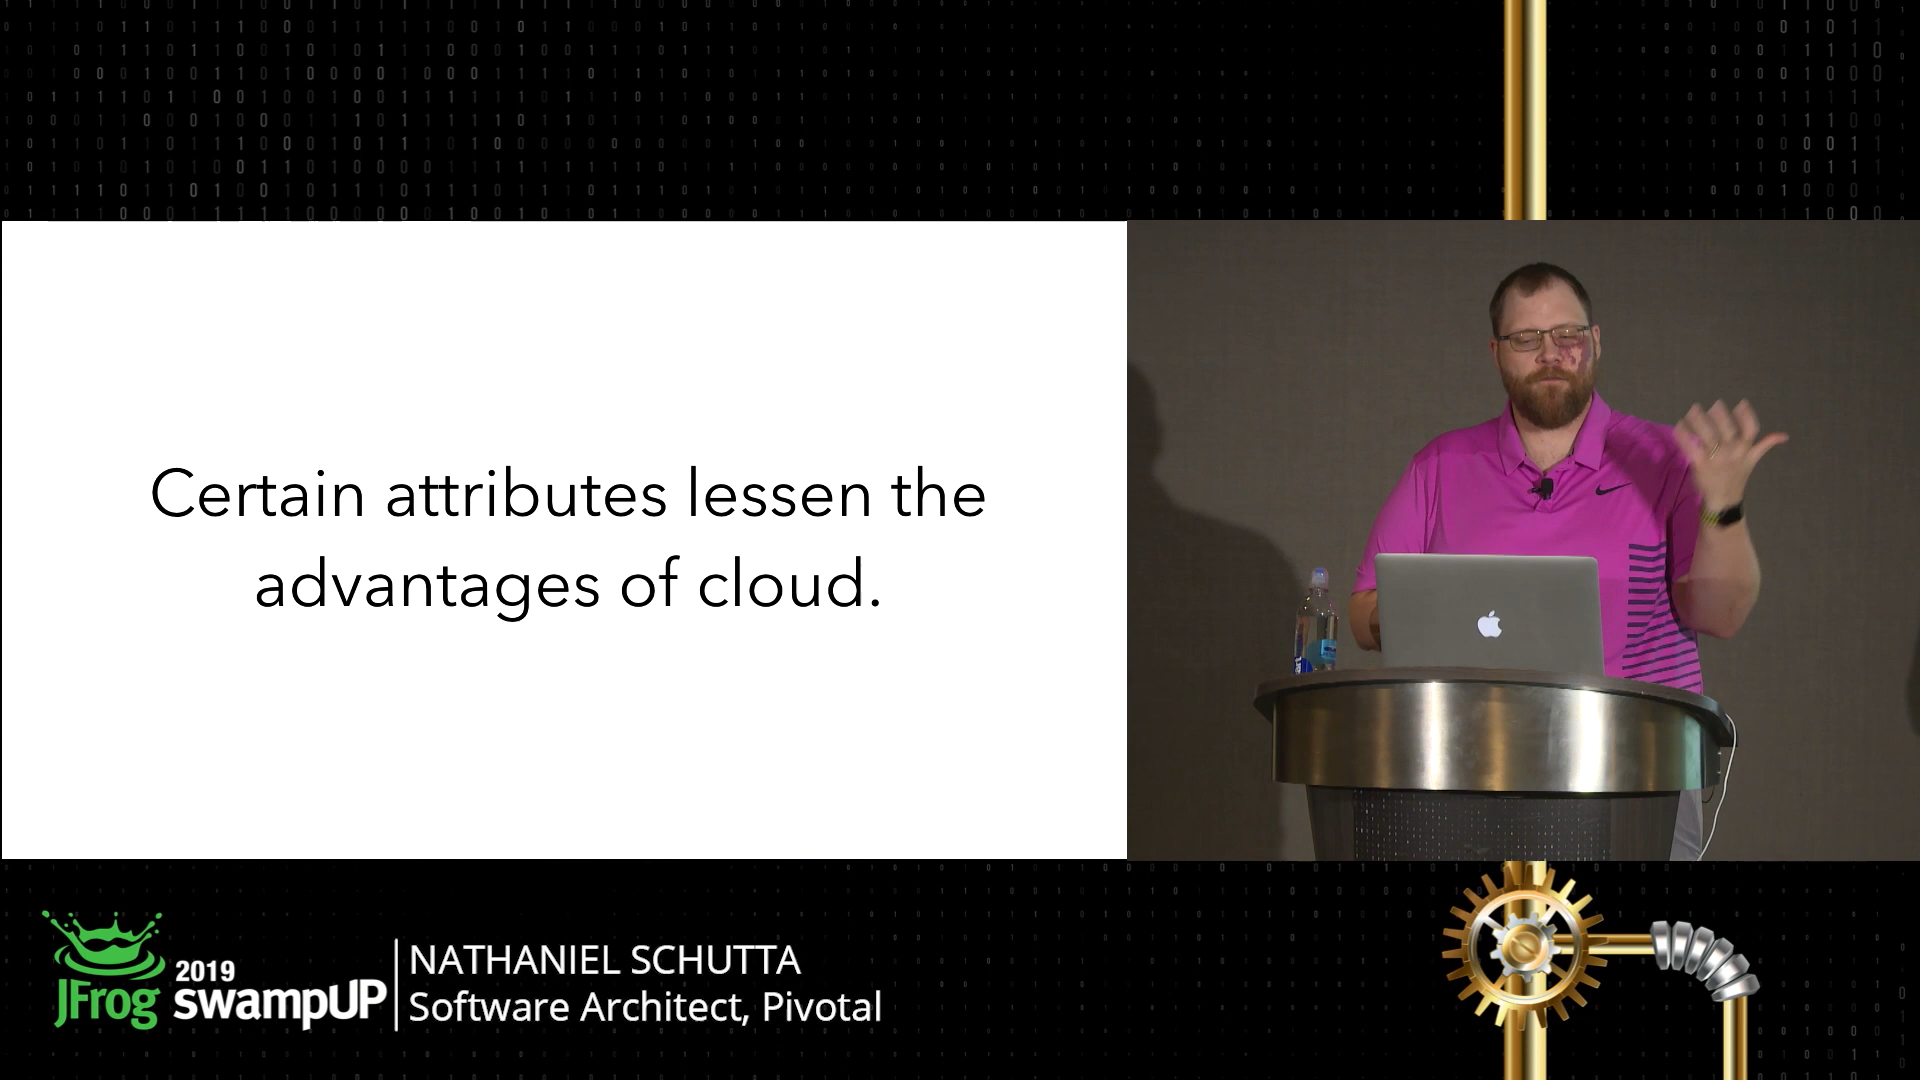 Certain attributes lessen the
advantages of cloud.
JFrog
2019
swampUP
NATHANIEL SCHUTTA
Software Architect, Pivotal